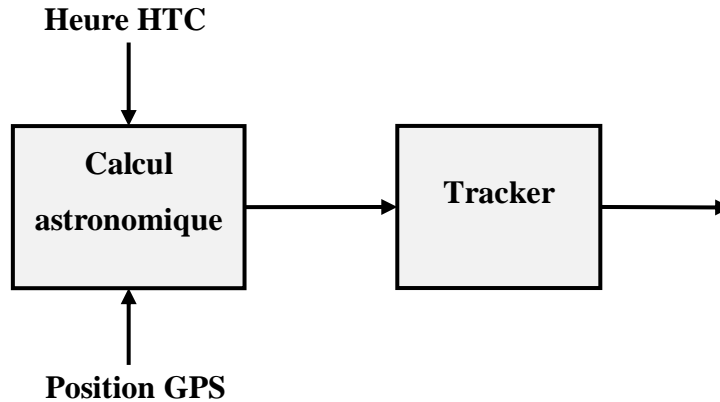 Heure HTC
Calcul
astronomique
Tracker
Position GPS